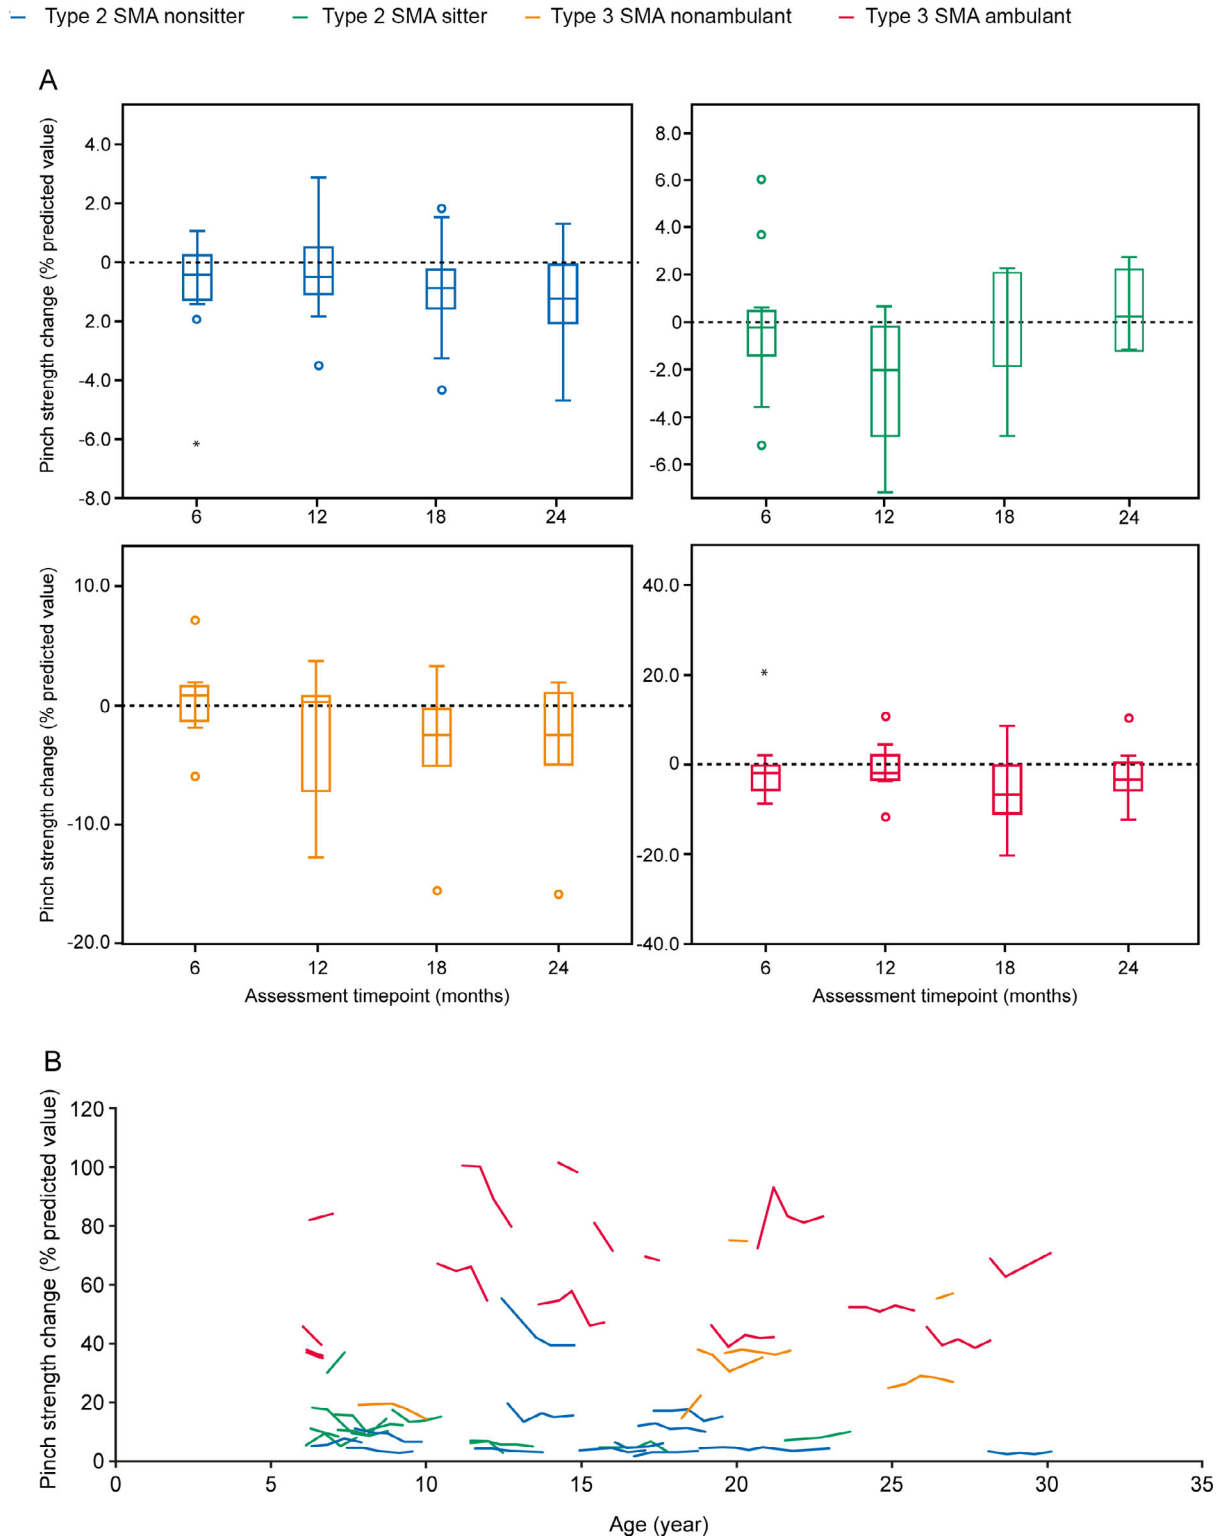 Type 2 SMA nonsitter Type 2 SMA sitter Type 3 SMA nonambulant Type 3 SMA ambulant
A
Pinch strength change (% predicted value)
4.0
2.0
0
2.0
-4.0
-6.0
-8.0
*
6 12 18 24
8.0
6.0
4.0
2.0
0
-2.0
-4.0
-6.0
6 12 18 24
Pinch strength change (% predicted value)
10.0
0
-10.0
-20.0
6 12 18 24
Assessment timepoint (months)
40.0
20.0
0
-20.0
-40.0
*
6 12 18 24
Assessment timepoint (months)
B
Pinch strength change (% predicted value)
120
100
80
60
40
20
0
0 5 10 15 20 25 30 35
Age (year)